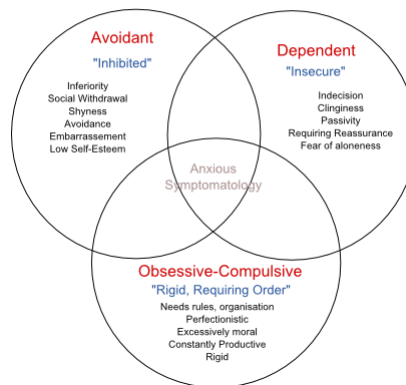 Avoidant
"Inhibited"
Inferiority
Social Withdrawal
Shyness
Avoidance
Embarrassement
Low Self-Esteem
Dependent
"Insecure"
Indecision
Clinginess
Passivity
Requiring Reassurance
Fear of aloneness
Anxious
Symptomatology
Obsessive-Compulsive
"Rigid, Requiring Order"
Needs rules, organisation
Perfectionistic
Excessively moral
Constantly Productive
Rigid